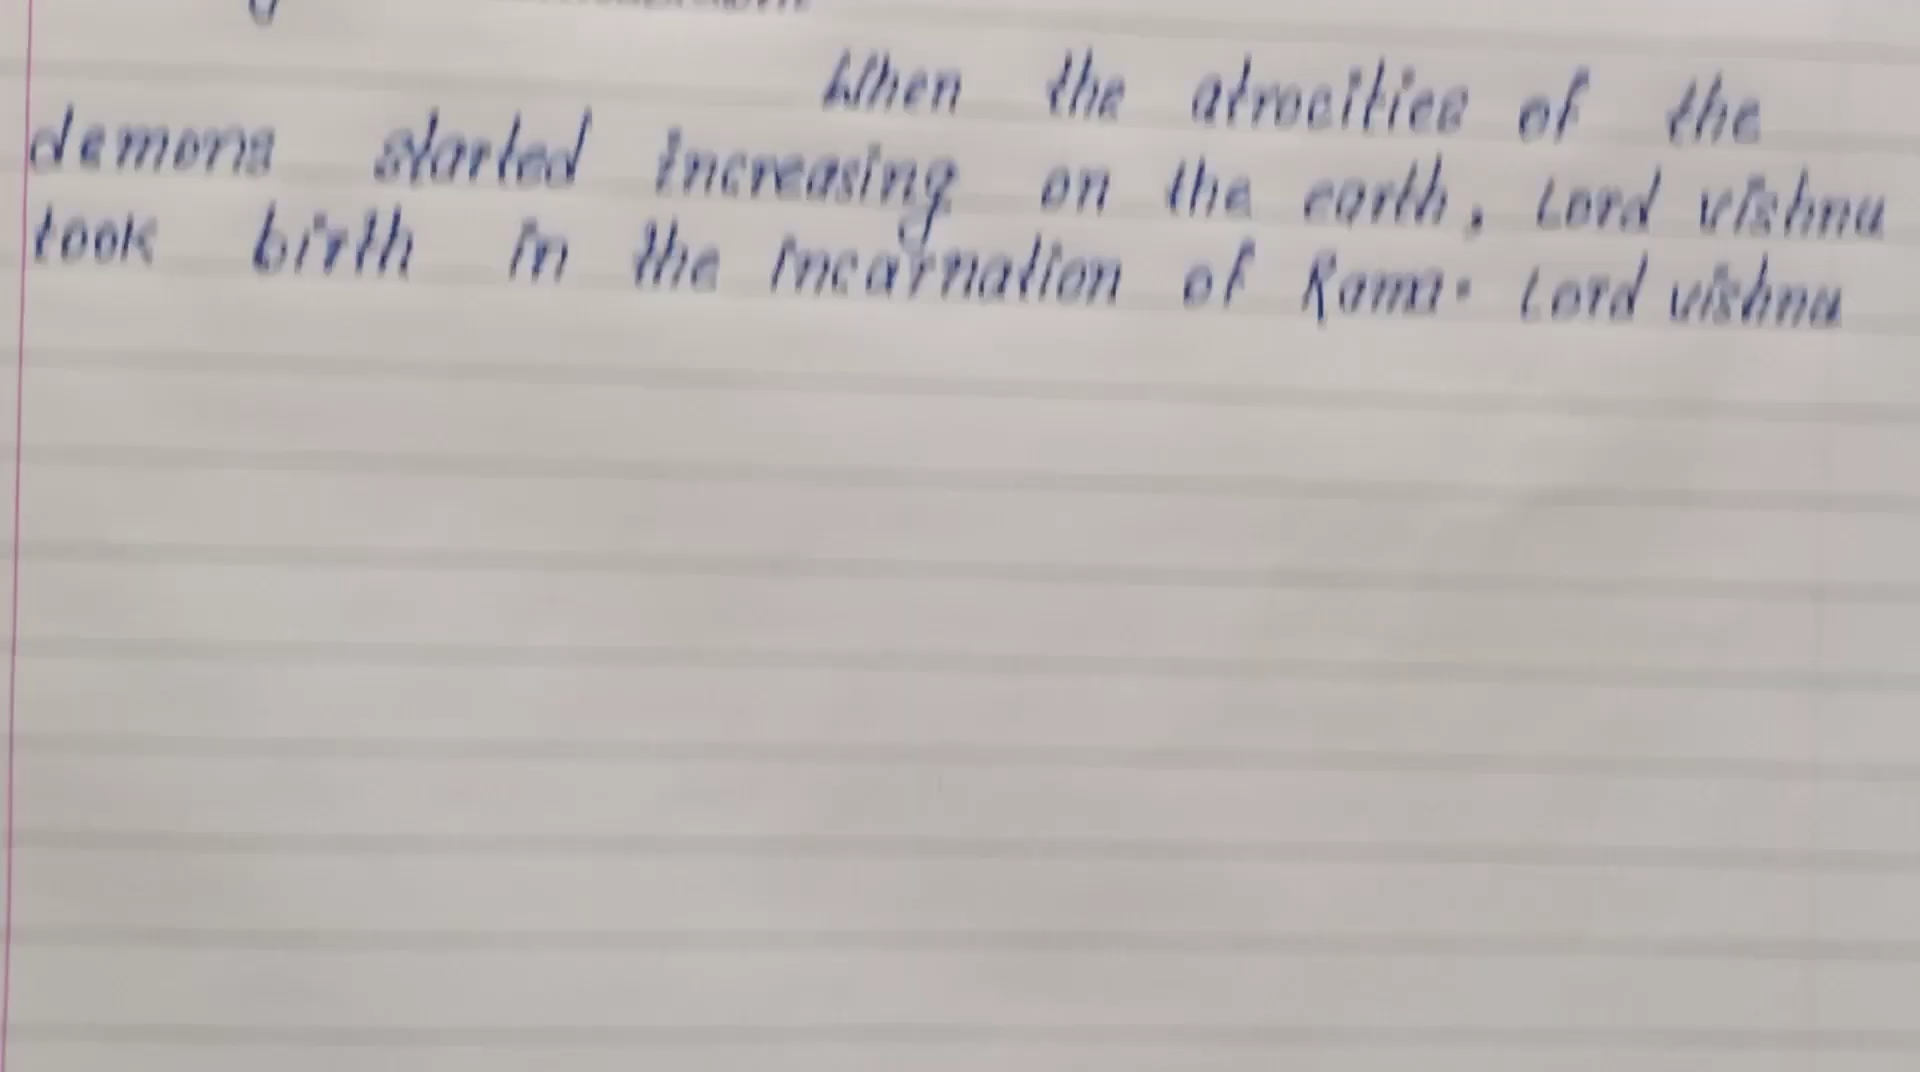 When the atrocities of the
demons started increasing on the earth, Lord vishnu
took birth in the incarnation of Rama. Lord vishnu